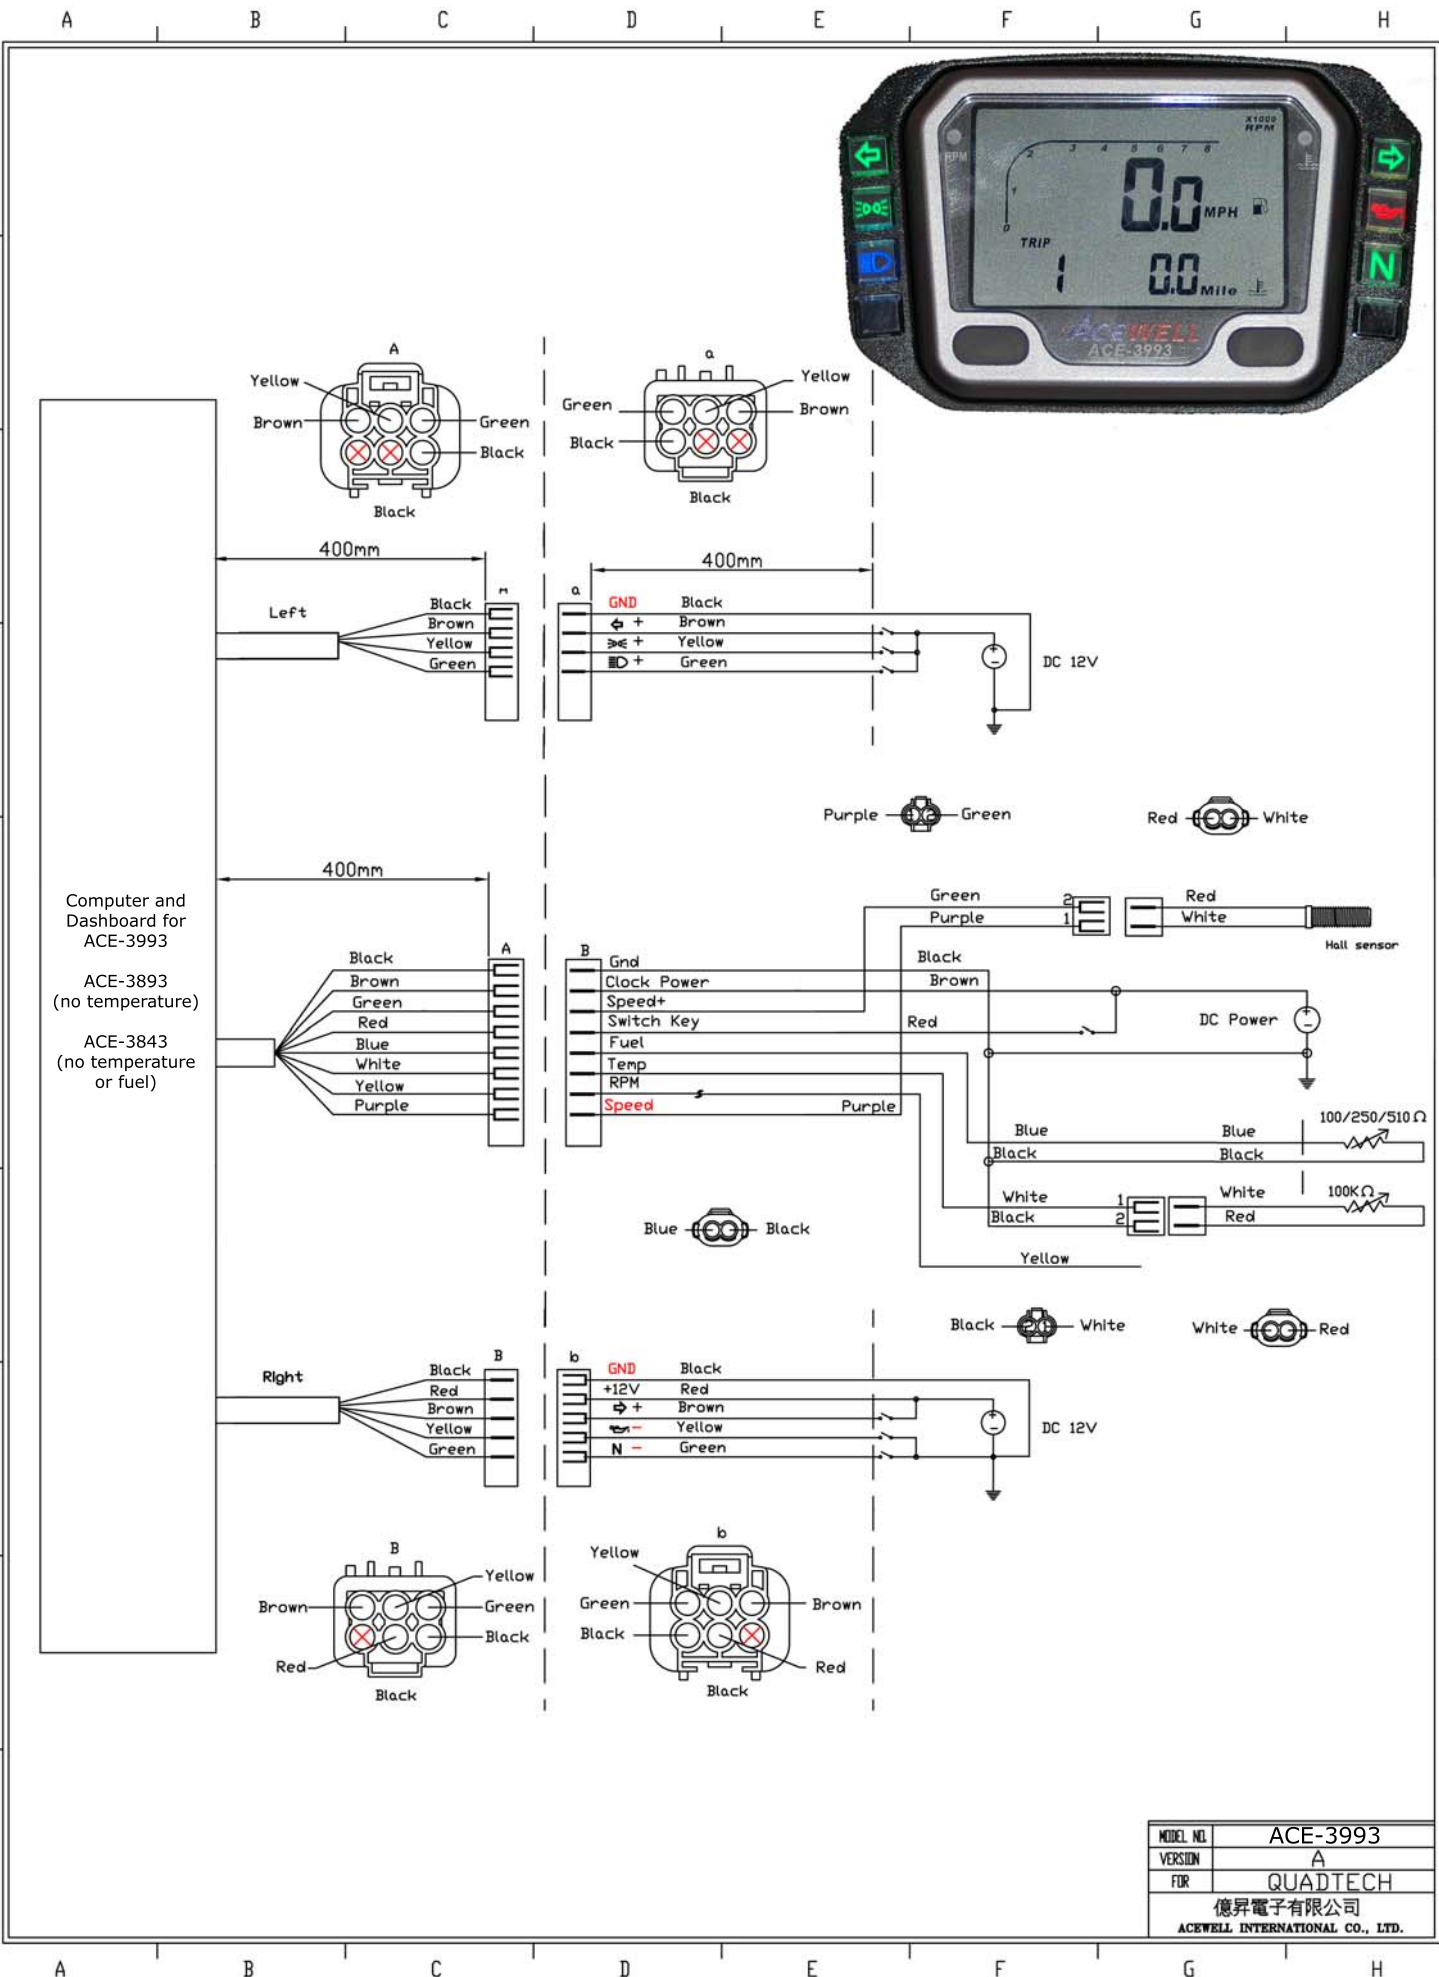 A B C D E F G H
X1000
RPM
RPM
0 1 2 3 4 5 6 7 8
0.0 MPH
TRIP
1 0.0 Mile
N
ACEWELL
ACE-3993
A
Yellow
Brown
Green
Black
Black
a
Green
Yellow
Brown
Black
Black
400mm
400mm
Left
Black
Brown
Yellow
Green
a
GND Black
+ Brown
+ Yellow
+ Green
DC 12V
Purple Green
Red White
400mm
Computer and
Dashboard for
ACE-3993
ACE-3893
(no temperature)
ACE-3843
(no temperature
or fuel)
A
Black
Brown
Green
Red
Blue
White
Yellow
Purple
B
Gnd
Clock Power
Speed+
Switch Key
Fuel
Temp
RPM
Speed
Green 2
Purple 1
Red
White
Hall sensor
Black
Brown
Red
DC Power
Purple
Blue Blue 100/250/510Ω
Black Black
White 1 White 100KΩ
Black 2 Red
Yellow
Blue Black
Black White
White Red
Right
B
Black
Red
Brown
Yellow
Green
b
GND Black
+12V Red
+ Brown
- Yellow
N - Green
DC 12V
B
Yellow
Brown
Green
Black
Red
Black
b
Yellow
Green
Brown
Black
Red
Black
MODEL NO. ACE-3993
VERSION A
FOR QUADTECH
億昇電子有限公司
ACEWELL INTERNATIONAL CO., LTD.
A B C D E F G H